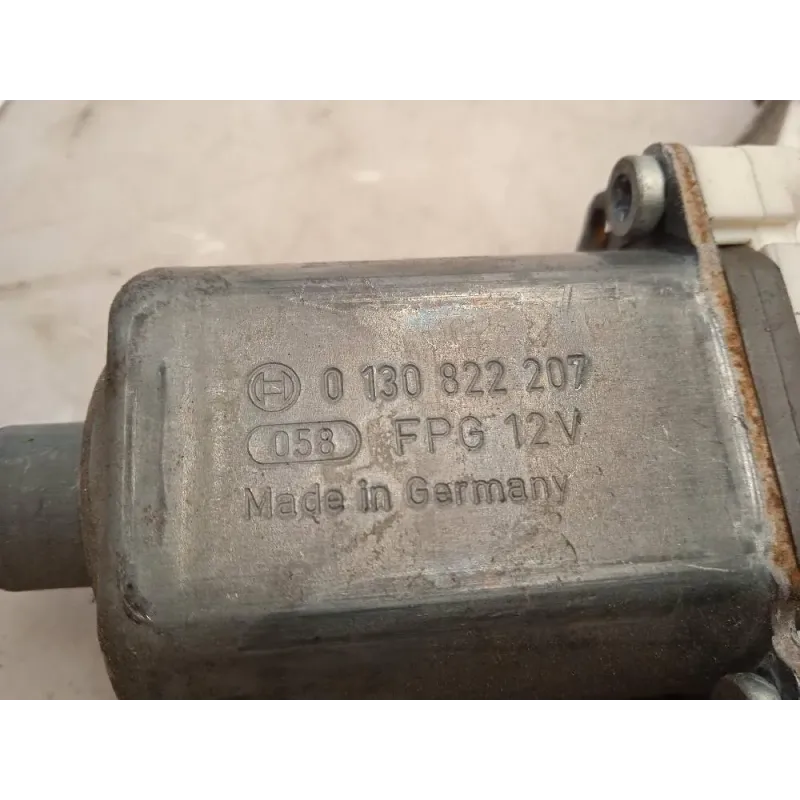 0 130 822 207
058 FPG 12V
Made in Germany